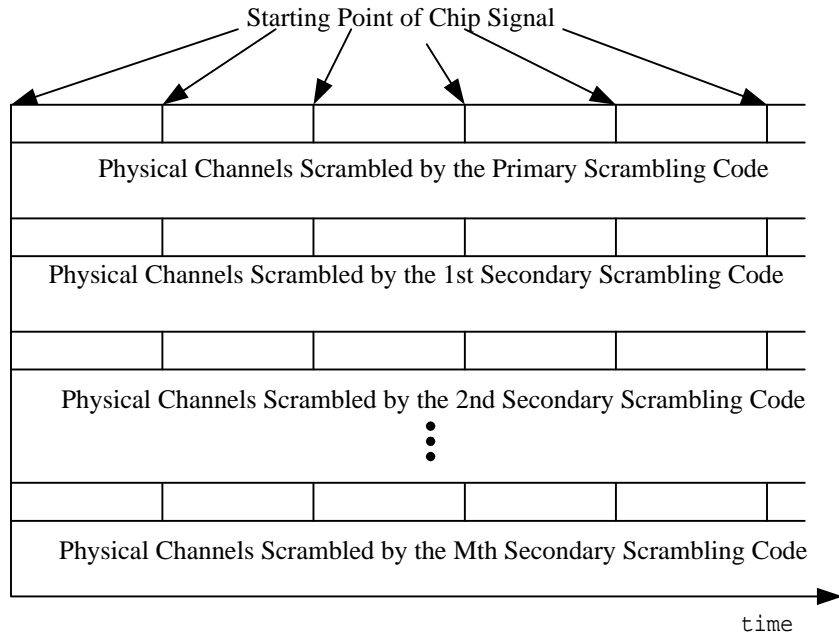 Starting Point of Chip Signal
Physical Channels Scrambled by the Primary Scrambling Code
Physical Channels Scrambled by the 1st Secondary Scrambling Code
Physical Channels Scrambled by the 2nd Secondary Scrambling Code
Physical Channels Scrambled by the Mth Secondary Scrambling Code
time